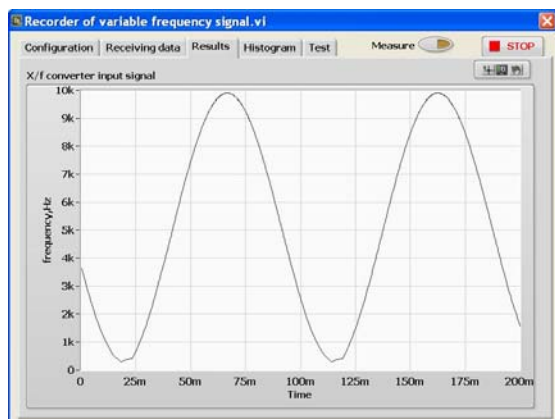 Recorder of variable frequency signal.vi
Configuration Receiving data Results Histogram Test Measure STOP
X/f converter input signal
10k
9k
8k
7k
6k
5k
4k
3k
2k
1k
0
frequency,Hz
0 25m 50m 75m 100m 125m 150m 175m 200m
Time